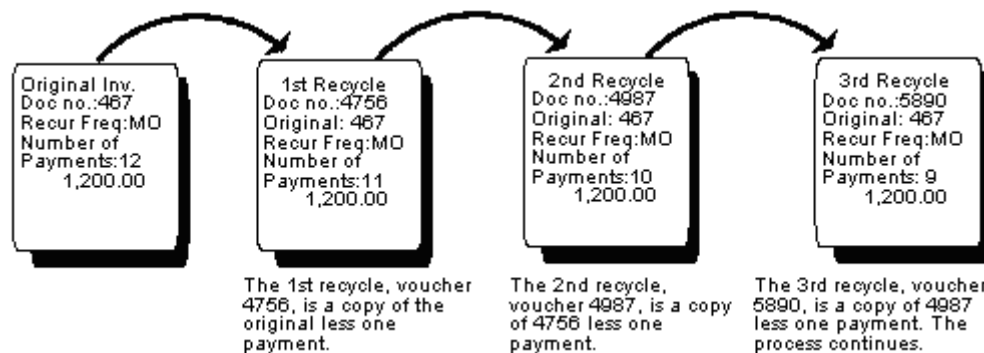 Original Inv.
Doc no.:467
Recur Freq:MO
Number of
Payments:12
1,200.00
1st Recycle
Doc no.:4756
Original: 467
Recur Freq:MO
Number of
Payments:11
1,200.00
2nd Recycle
Doc no.:4987
Original: 467
Recur Freq:MO
Number of
Payments:10
1,200.00
3rd Recycle
Doc no.:5890
Original: 467
Recur Freq:MO
Number of
Payments: 9
1,200.00
The 1st recycle, voucher
4756, is a copy of the
original less one
payment.
The 2nd recycle,
voucher 4987, is a copy
of 4756 less one
payment.
The 3rd recycle, voucher
5890, is a copy of 4987
less one payment. The
process continues.